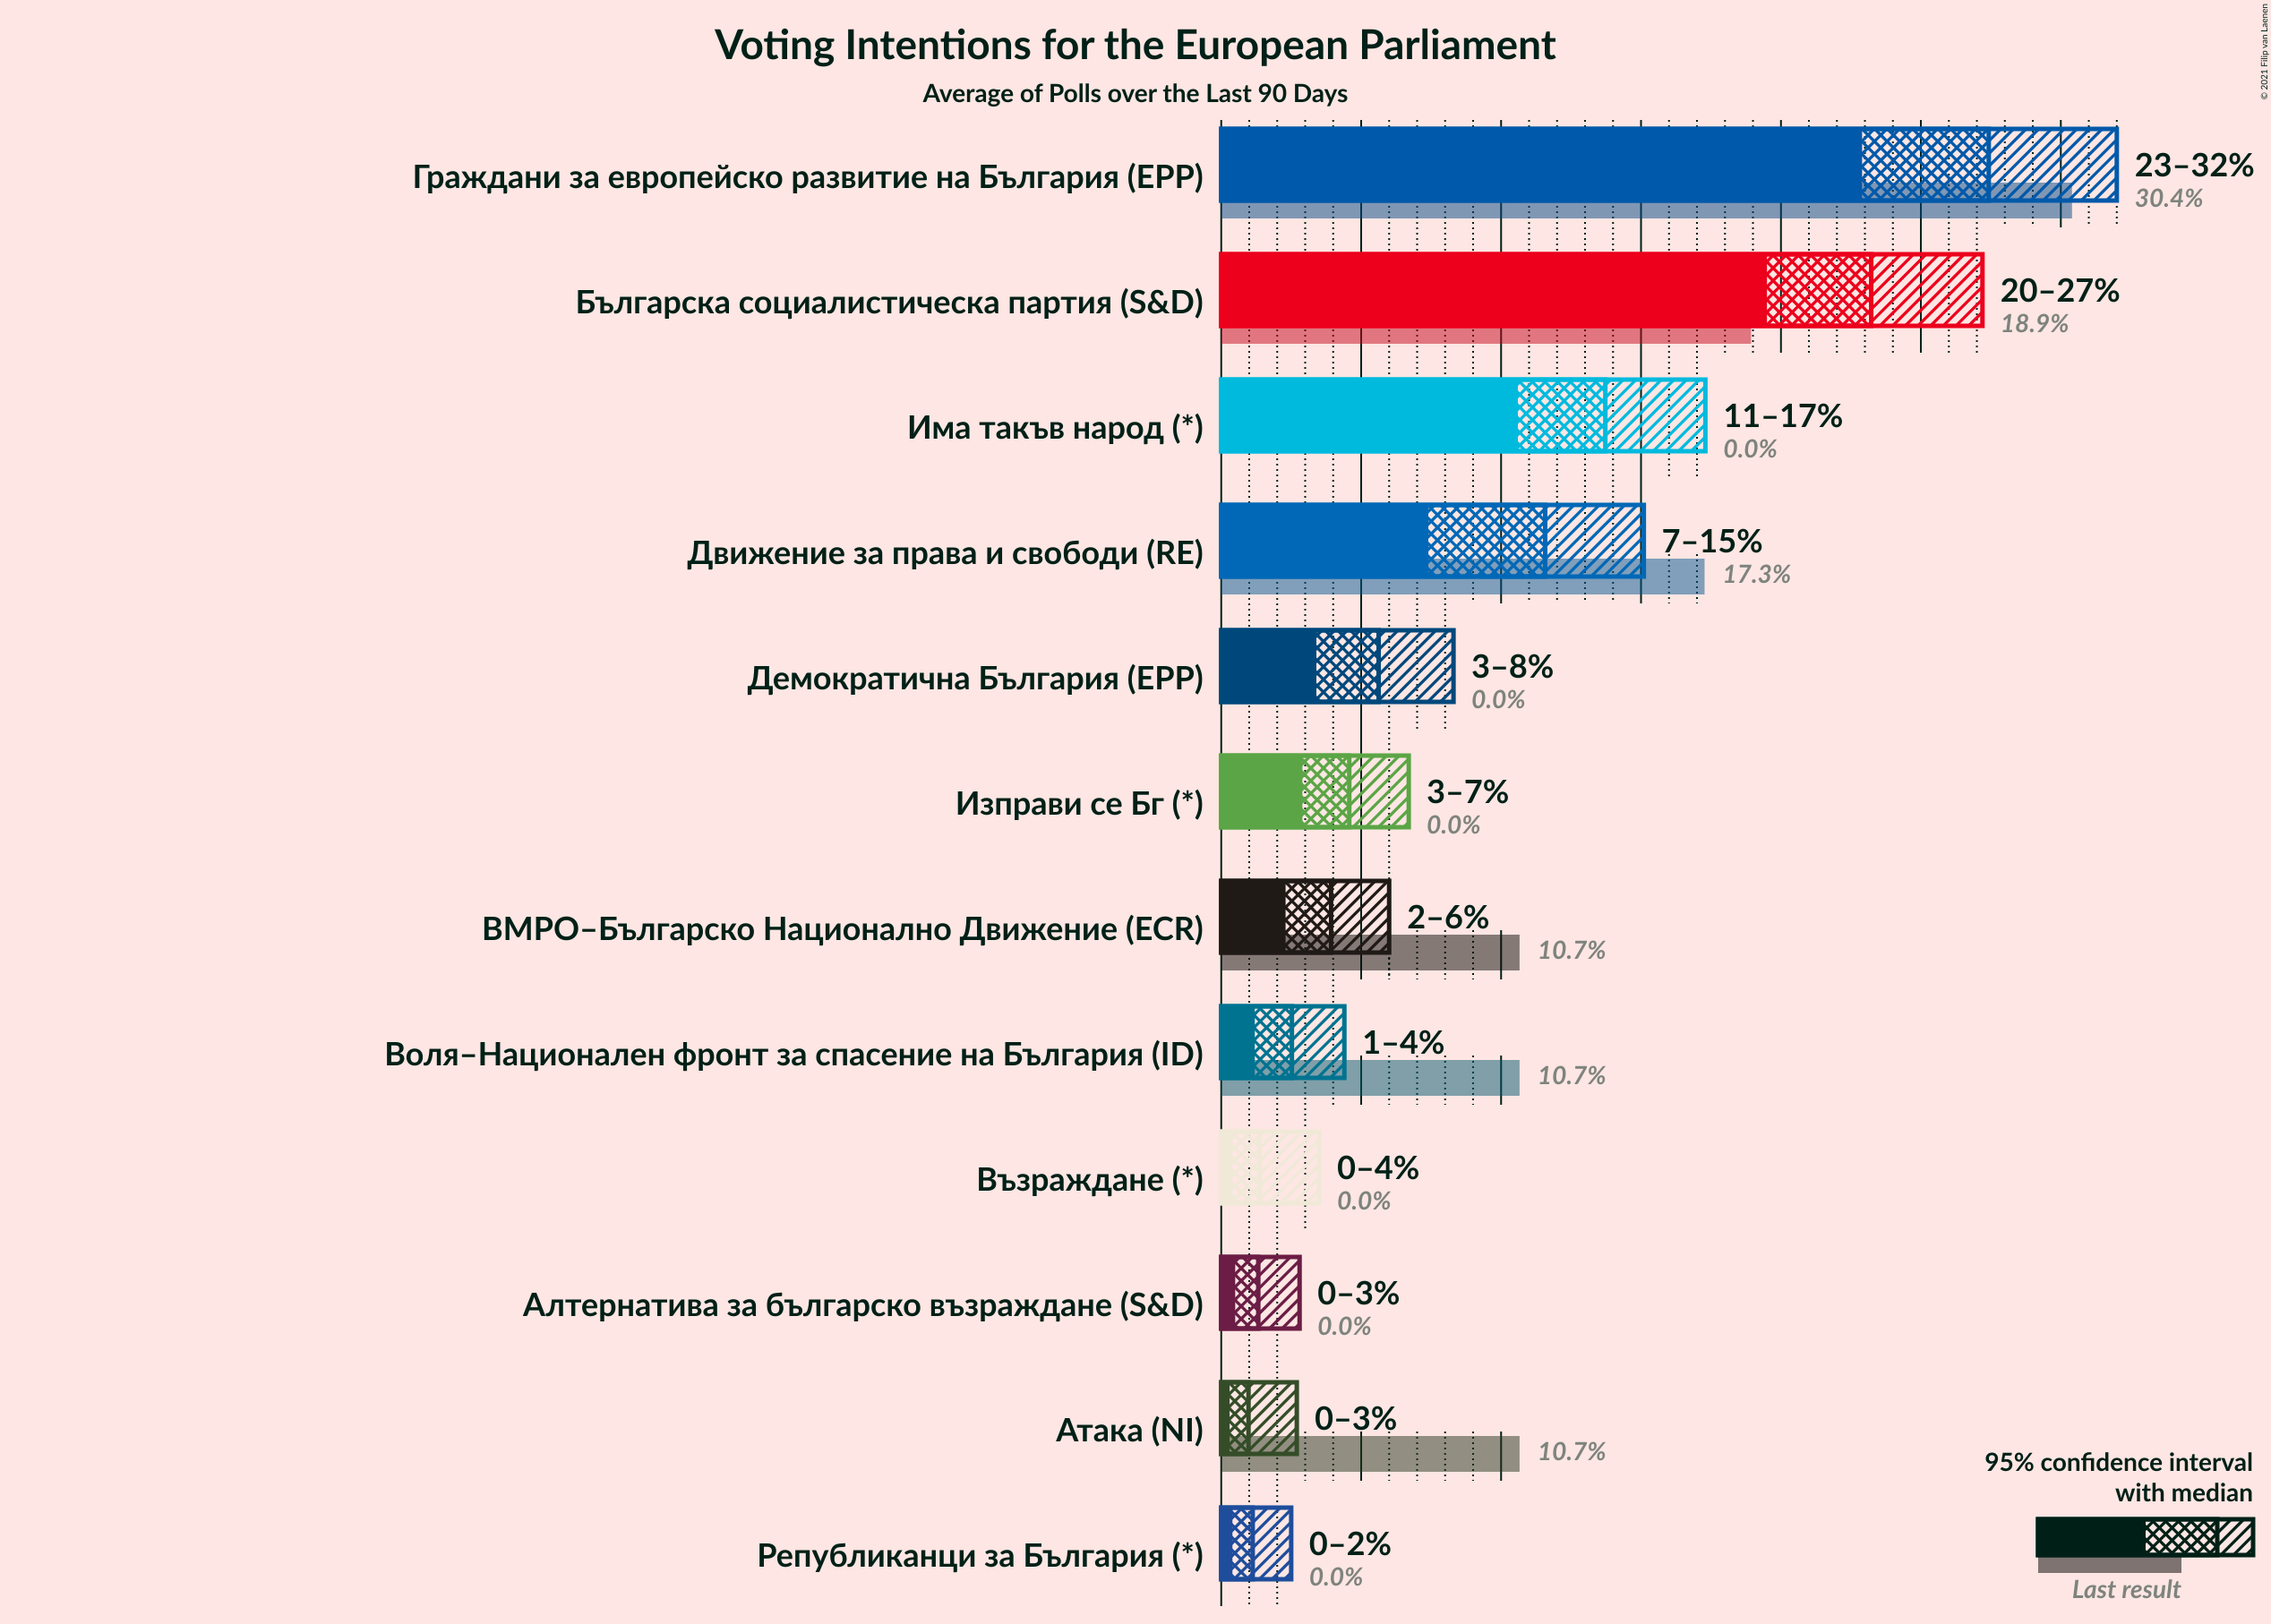 © 2021 Filip van Laenen
Voting Intentions for the European Parliament
Average of Polls over the Last 90 Days
Граждани за европейско развитие на България (EPP)
23–32%
30.4%
Българска социалистическа партия (S&D)
20–27%
18.9%
Има такъв народ (*)
11–17%
0.0%
Движение за права и свободи (RE)
7–15%
17.3%
Демократична България (EPP)
3–8%
0.0%
Изправи се Бг (*)
3–7%
0.0%
ВМРО–Българско Национално Движение (ECR)
2–6%
10.7%
Воля–Национален фронт за спасение на България (ID)
1–4%
10.7%
Възраждане (*)
0–4%
0.0%
Алтернатива за българско възраждане (S&D)
0–3%
0.0%
Атака (NI)
0–3%
10.7%
Републиканци за България (*)
0–2%
0.0%
95% confidence interval
with median
Last result